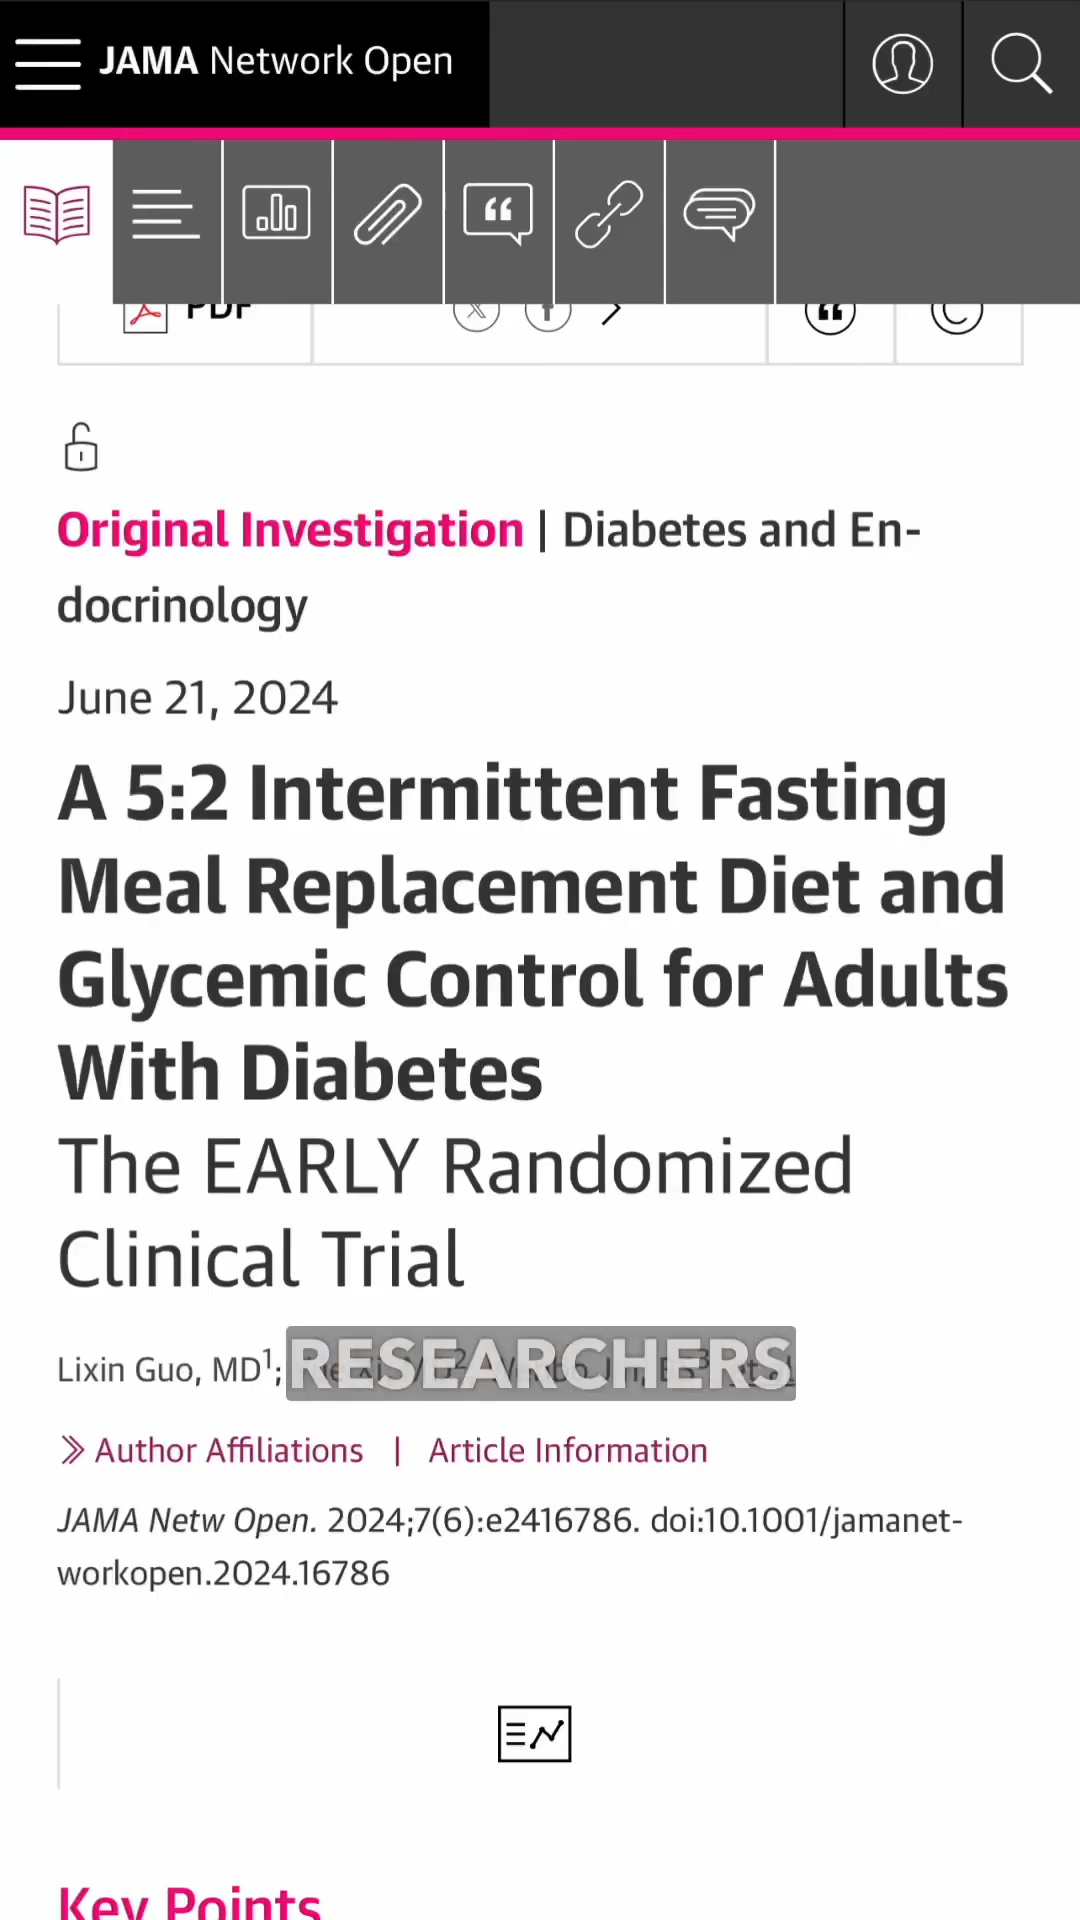 JAMA Network Open
PDF
Original Investigation | Diabetes and En-
docrinology
June 21, 2024
A 5:2 Intermittent Fasting
Meal Replacement Diet and
Glycemic Control for Adults
With Diabetes
The EARLY Randomized
Clinical Trial
Lixin Guo, MD1;
RESEARCHERS
Author Affiliations | Article Information
JAMA Netw Open. 2024;7(6):e2416786. doi:10.1001/jamanet-
workopen.2024.16786
Key Points